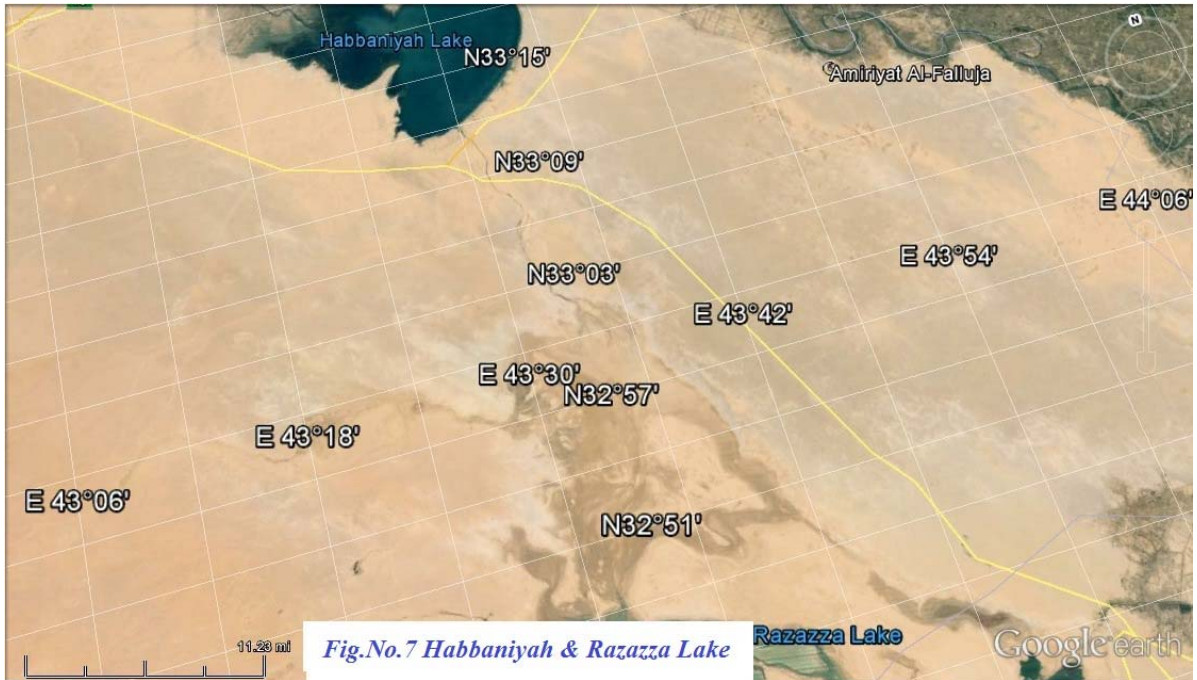 N
Habbaniyah Lake
N33°15'
Amiriyat Al-Falluja
N33°09'
E 44°06'
E 43°54'
N33°03'
E 43°42'
E 43°30'
N32°57'
E 43°18'
E 43°06'
N32°51'
11.23 mi
Fig.No.7 Habbaniyah & Razazza Lake
Razazza Lake
Google earth